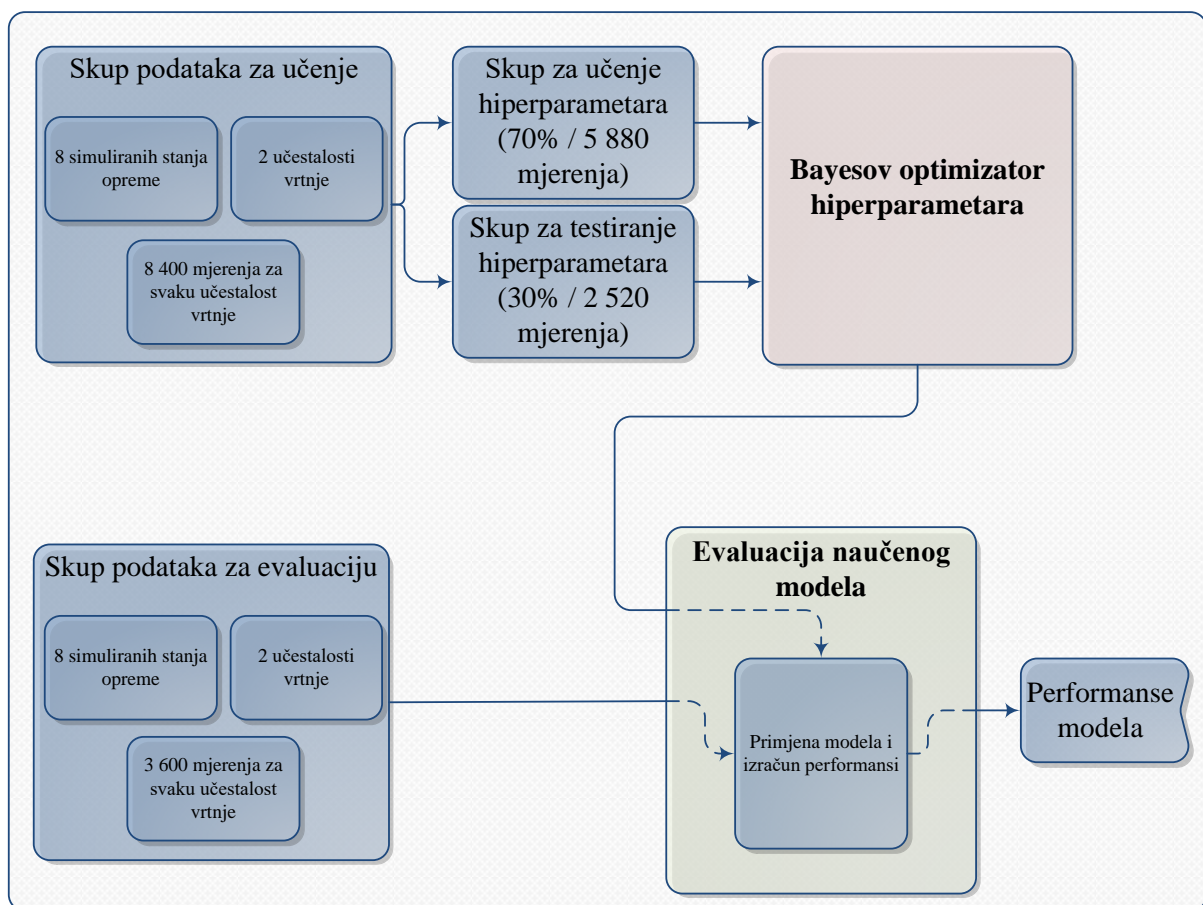 Skup podataka za učenje
8 simuliranih stanja
opreme
2 učestalosti
vrtnje
8 400 mjerenja za
svaku učestalost
vrtnje
Skup za učenje
hiperparametara
(70% / 5 880
mjerenja)
Skup za testiranje
hiperparametara
(30% / 2 520
mjerenja)
Bayesov optimizator
hiperparametara
Skup podataka za evaluaciju
8 simuliranih stanja
opreme
2 učestalosti
vrtnje
3 600 mjerenja za
svaku učestalost
vrtnje
Evaluacija naučenog
modela
Primjena modela i
izračun performansi
Performanse
modela